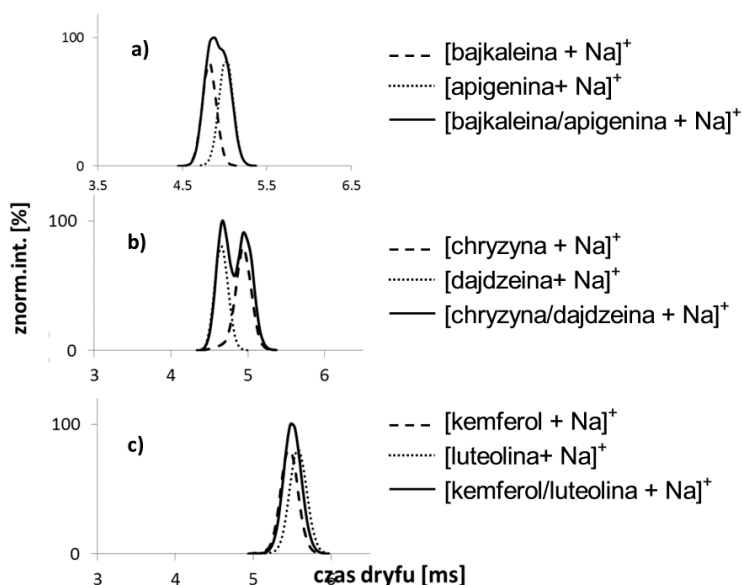 znorm.int. [%]
a)
100
0
3.5 4.5 5.5 6.5
[bajkaleina + Na]+
[apigenina+ Na]+
[bajkaleina/apigenina + Na]+
b)
100
0
3 4 5 6
[chryzyna + Na]+
[dajdzeina+ Na]+
[chryzyna/dajdzeina + Na]+
c)
100
0
3 4 5 6
[kemferol + Na]+
[luteolina+ Na]+
[kemferol/luteolina + Na]+
czas dryfu [ms]